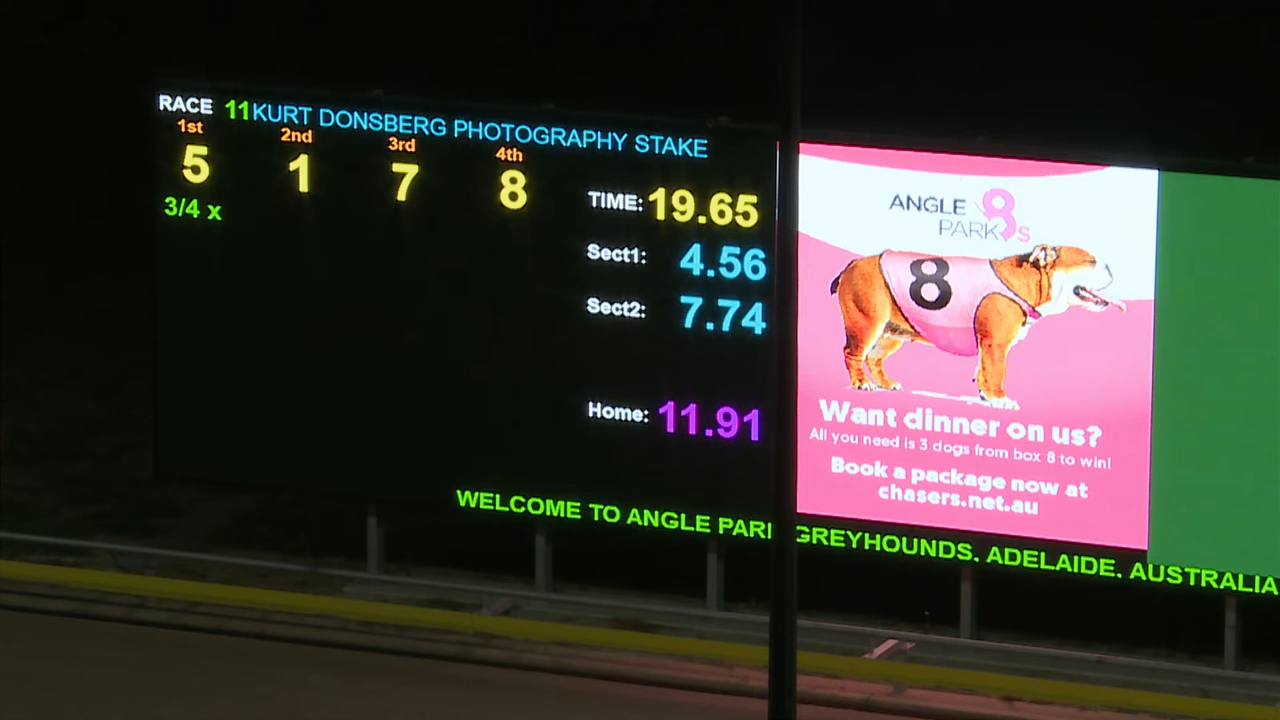 RACE 11 KURT DONSBERG PHOTOGRAPHY STAKE
1st 2nd 3rd 4th
5 1 7 8
3/4 x
TIME: 19.65
Sect1: 4.56
Sect2: 7.74
Home: 11.91
ANGLE
PARK 8s
8
Want dinner on us?
All you need is 3 dogs from box 8 to win!
Book a package now at
chasers.net.au
WELCOME TO ANGLE PARK GREYHOUNDS. ADELAIDE. AUSTRALIA